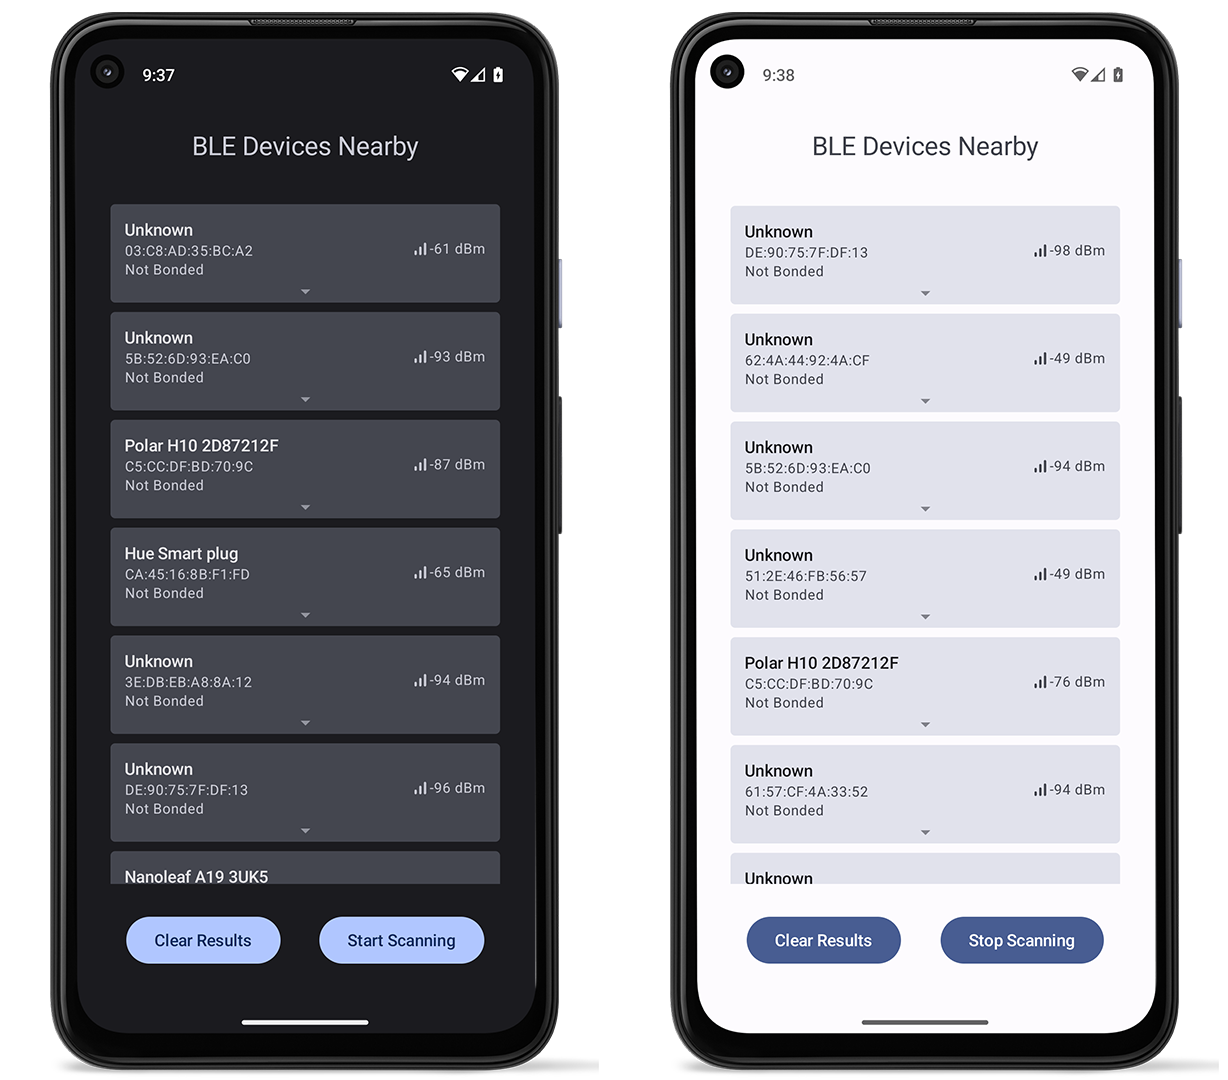 9:37
BLE Devices Nearby
Unknown
03:C8:AD:35:BC:A2
Not Bonded
-61 dBm
Unknown
5B:52:6D:93:EA:C0
Not Bonded
-93 dBm
Polar H10 2D87212F
C5:CC:DF:BD:70:9C
Not Bonded
-87 dBm
Hue Smart plug
CA:45:16:8B:F1:FD
Not Bonded
-65 dBm
Unknown
3E:DB:EB:A8:8A:12
Not Bonded
-94 dBm
Unknown
DE:90:75:7F:DF:13
Not Bonded
-96 dBm
Nanoleaf A19 3UK5
Clear Results
Start Scanning
9:38
BLE Devices Nearby
Unknown
DE:90:75:7F:DF:13
Not Bonded
-98 dBm
Unknown
62:4A:44:92:4A:CF
Not Bonded
-49 dBm
Unknown
5B:52:6D:93:EA:C0
Not Bonded
-94 dBm
Unknown
51:2E:46:FB:56:57
Not Bonded
-49 dBm
Polar H10 2D87212F
C5:CC:DF:BD:70:9C
Not Bonded
-76 dBm
Unknown
61:57:CF:4A:33:52
Not Bonded
-94 dBm
Unknown
Clear Results
Stop Scanning